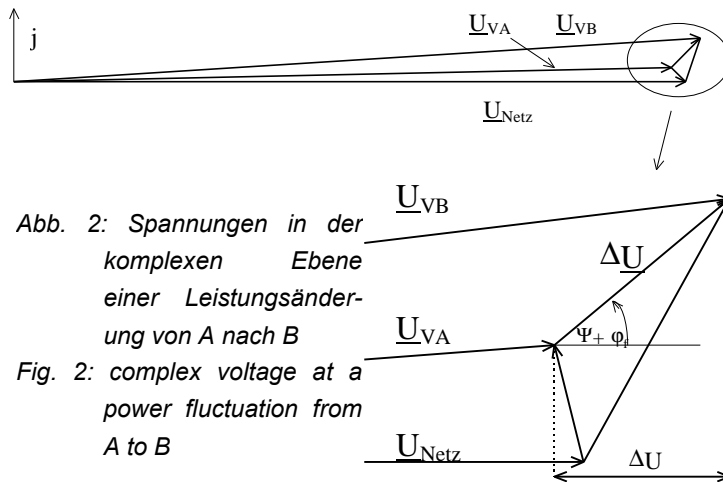 j
U_VA
U_VB
U_Netz
U_VB
ΔU
U_VA
Ψ+ φ_f
U_Netz
ΔU
Abb. 2: Spannungen in der
komplexen Ebene
einer Leistungsänder-
ung von A nach B
Fig. 2: complex voltage at a
power fluctuation from
A to B